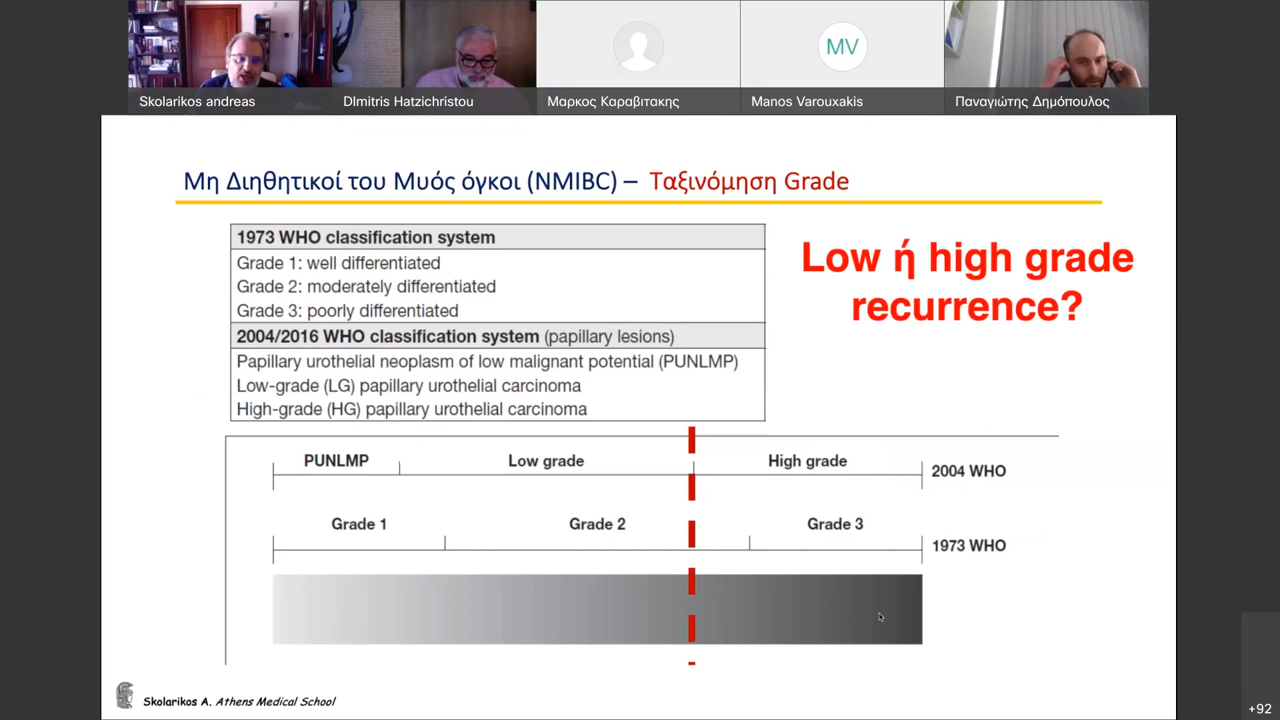 Skolarikos andreas
DImitris Hatzichristou
Μαρκος Καραβιτακης
MV
Manos Varouxakis
Παναγιώτης Δημόπουλος
Μη Διηθητικοί του Μυός όγκοι (NMIBC) – Ταξινόμηση Grade
1973 WHO classification system
Grade 1: well differentiated
Grade 2: moderately differentiated
Grade 3: poorly differentiated
2004/2016 WHO classification system (papillary lesions)
Papillary urothelial neoplasm of low malignant potential (PUNLMP)
Low-grade (LG) papillary urothelial carcinoma
High-grade (HG) papillary urothelial carcinoma
Low ή high grade
recurrence?
PUNLMP Low grade High grade 2004 WHO
Grade 1 Grade 2 Grade 3 1973 WHO
Skolarikos A. Athens Medical School
+92